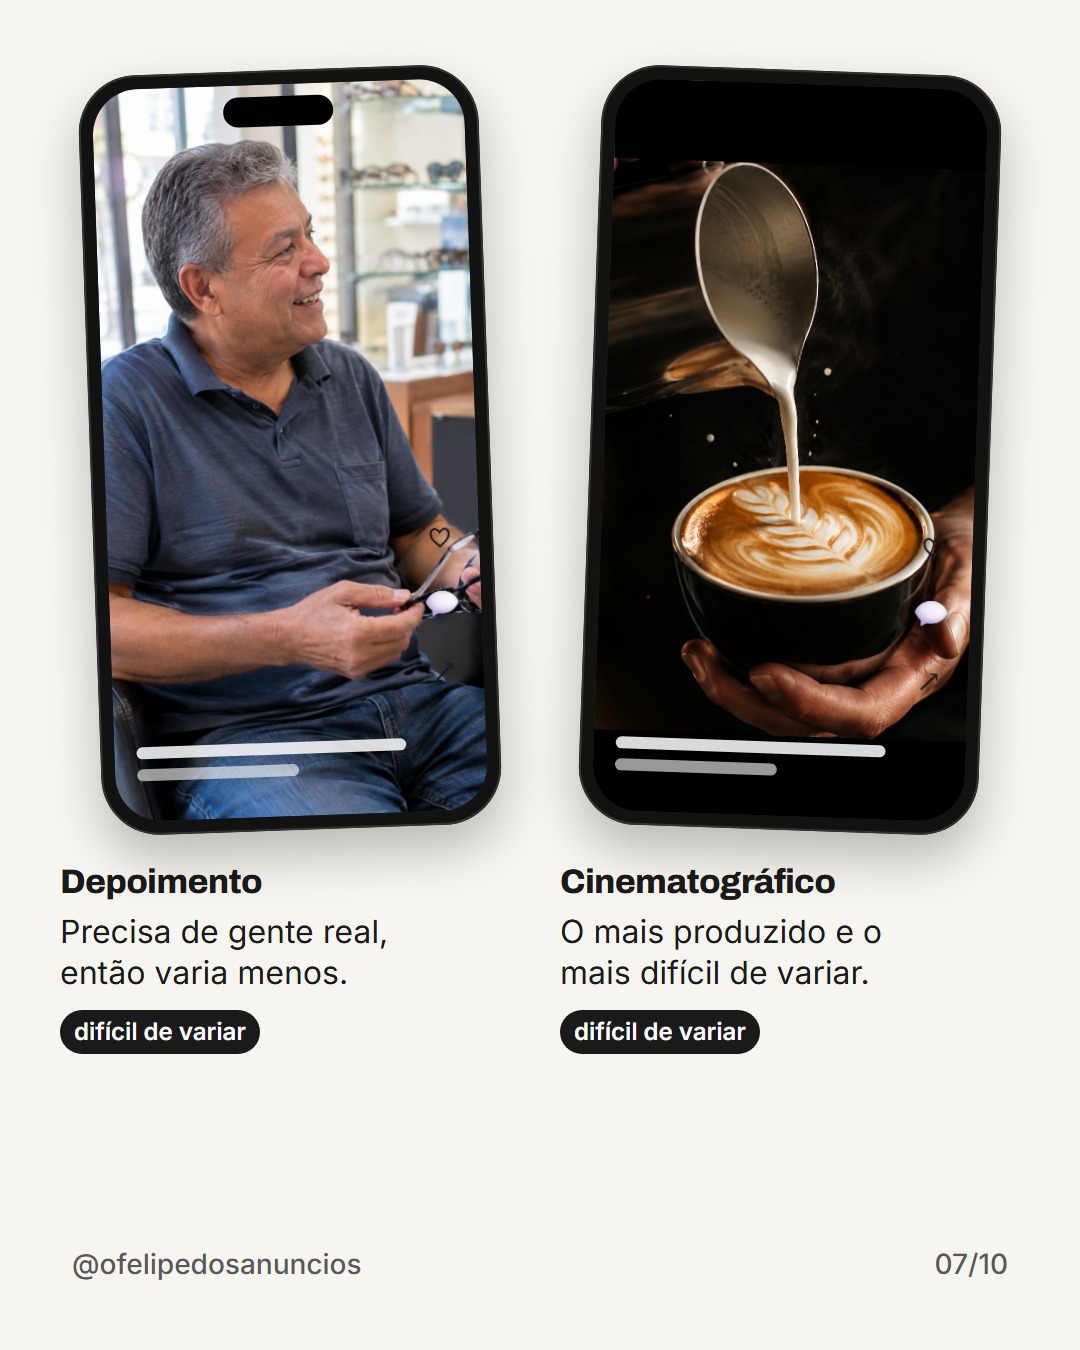 Depoimento
Precisa de gente real,
então varia menos.
difícil de variar
Cinematográfico
O mais produzido e o
mais difícil de variar.
difícil de variar
@ofelipedosanuncios
07/10